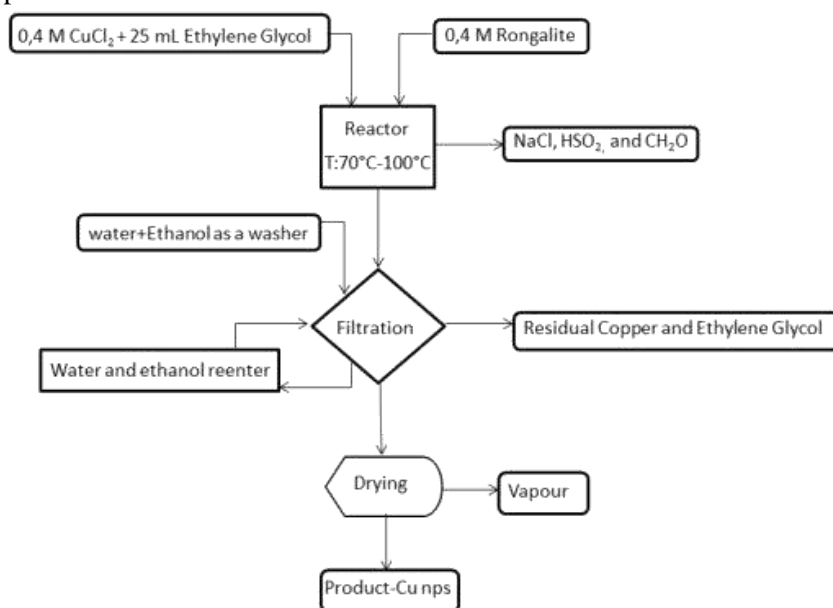 0,4 M CuCl₂ + 25 mL Ethylene Glycol
0,4 M Rongalite
Reactor
T:70°C-100°C
NaCl, HSO₂, and CH₂O
water+Ethanol as a washer
Filtration
Residual Copper and Ethylene Glycol
Water and ethanol reenter
Drying
Vapour
Product-Cu nps